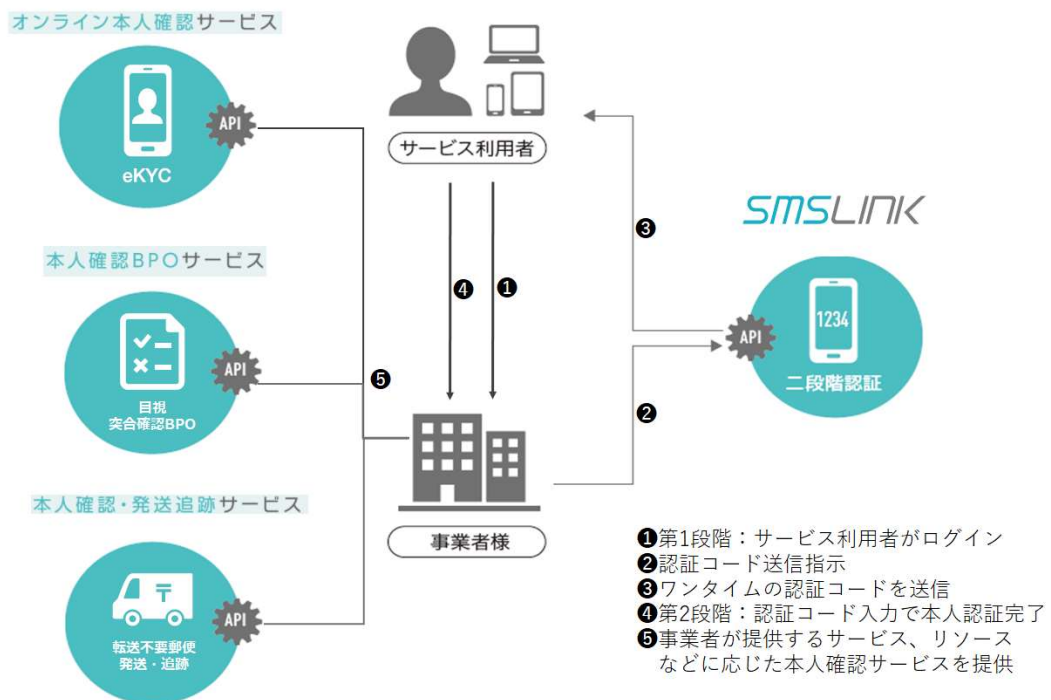 オンライン本人確認サービス
API
eKYC
本人確認BPOサービス
API
目視
突合確認BPO
本人確認・発送追跡サービス
〒
API
転送不要郵便
発送・追跡
サービス利用者
❹
❶
❺
事業者様
❸
❷
SMSLINK
1234
API
二段階認証
❶第1段階：サービス利用者がログイン
❷認証コード送信指示
❸ワンタイムの認証コードを送信
❹第2段階：認証コード入力で本人認証完了
❺事業者が提供するサービス、リソース
などに応じた本人確認サービスを提供